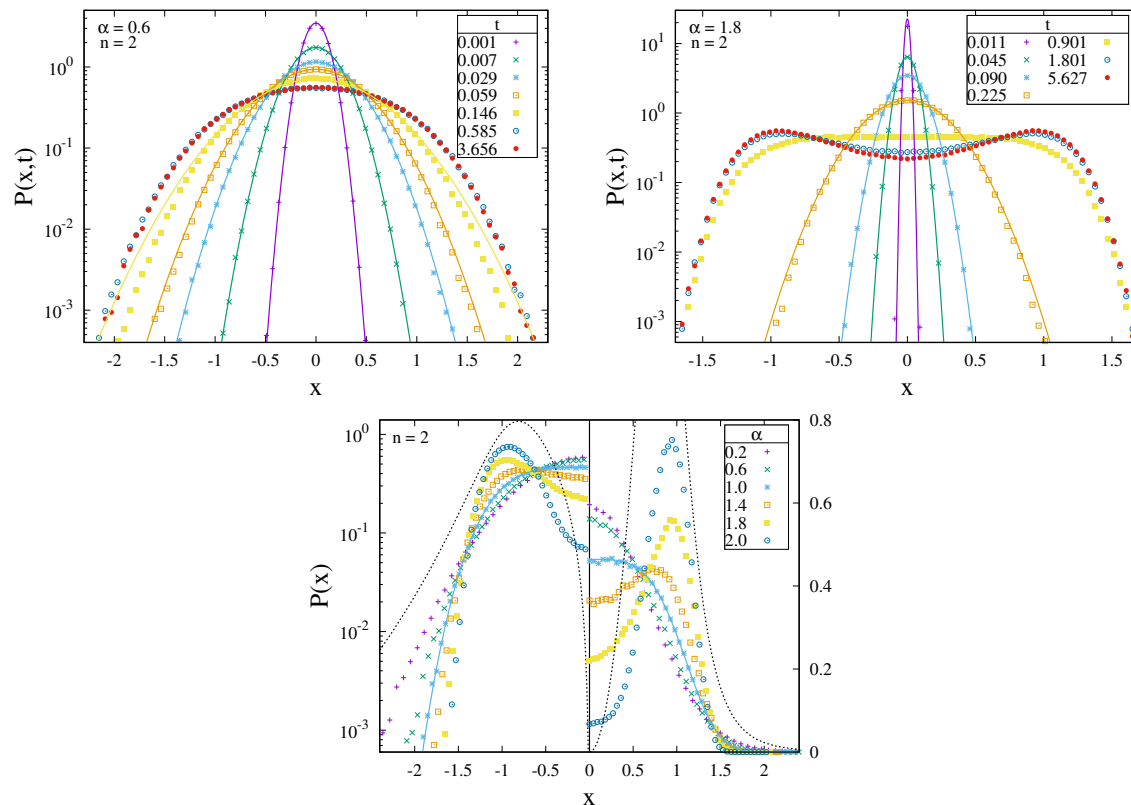 α = 0.6
n = 2
t
0.001
0.007
0.029
0.059
0.146
0.585
3.656
10⁰
10⁻¹
10⁻²
10⁻³
P(x,t)
-2 -1.5 -1 -0.5 0 0.5 1 1.5 2
x
α = 1.8
n = 2
t
0.011 0.901
0.045 1.801
0.090 5.627
0.225
10¹
10⁰
10⁻¹
10⁻²
10⁻³
P(x,t)
-1.5 -1 -0.5 0 0.5 1 1.5
x
n = 2
α
0.2
0.6
1.0
1.4
1.8
2.0
10⁰
10⁻¹
10⁻²
10⁻³
P(x)
0.8
0.6
0.4
0.2
0
-2 -1.5 -1 -0.5 0 0.5 1 1.5 2
x